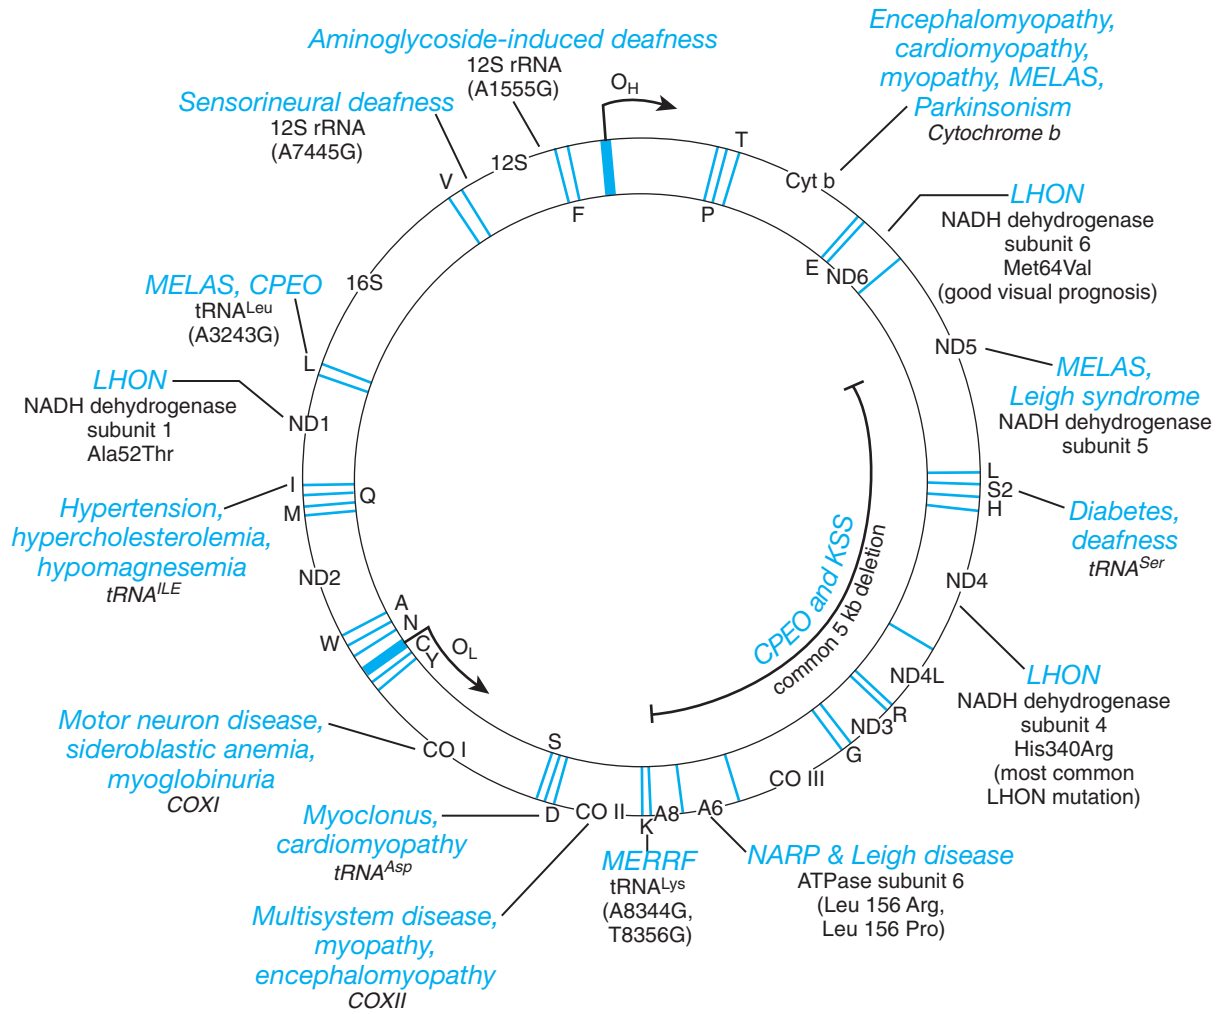 Aminoglycoside-induced deafness
12S rRNA
(A1555G)
Sensorineural deafness
12S rRNA
(A7445G)
Encephalomyopathy,
cardiomyopathy,
myopathy, MELAS,
Parkinsonism
Cytochrome b
OH
T
12S
V
F
P
Cyt b
E
ND6
LHON
NADH dehydrogenase
subunit 6
Met64Val
(good visual prognosis)
16S
MELAS, CPEO
tRNALeu
(A3243G)
L
ND5
MELAS,
Leigh syndrome
NADH dehydrogenase
subunit 5
LHON
NADH dehydrogenase
subunit 1
Ala52Thr
ND1
I
Q
M
L
S2
H
Hypertension,
hypercholesterolemia,
hypomagnesemia
tRNAILE
Diabetes,
deafness
tRNASer
ND2
ND4
CPEO and KSS
common 5 kb deletion
A
N
W
C
Y
OL
ND4L
R
ND3
G
LHON
NADH dehydrogenase
subunit 4
His340Arg
(most common
LHON mutation)
Motor neuron disease,
sideroblastic anemia,
myoglobinuria
COXI
CO I
S
D
CO II
K
A8
A6
CO III
Myoclonus,
cardiomyopathy
tRNAAsp
MERRF
tRNALys
(A8344G,
T8356G)
NARP & Leigh disease
ATPase subunit 6
(Leu 156 Arg,
Leu 156 Pro)
Multisystem disease,
myopathy,
encephalomyopathy
COXII